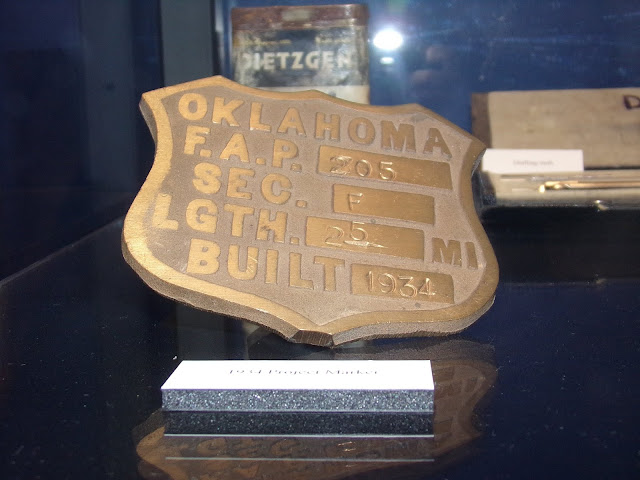 DIETZGEN
OKLAHOMA
F.A.P. 205
SEC. F
LGTH. 25 MI
BUILT 1934
1934 Project Marker